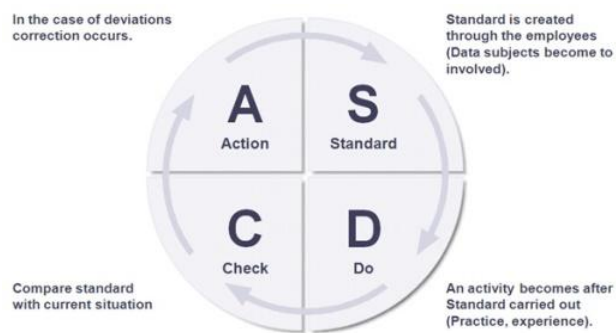 In the case of deviations
correction occurs.
Standard is created
through the employees
(Data subjects become to
involved).
A
Action
S
Standard
C
Check
D
Do
Compare standard
with current situation
An activity becomes after
Standard carried out
(Practice, experience).